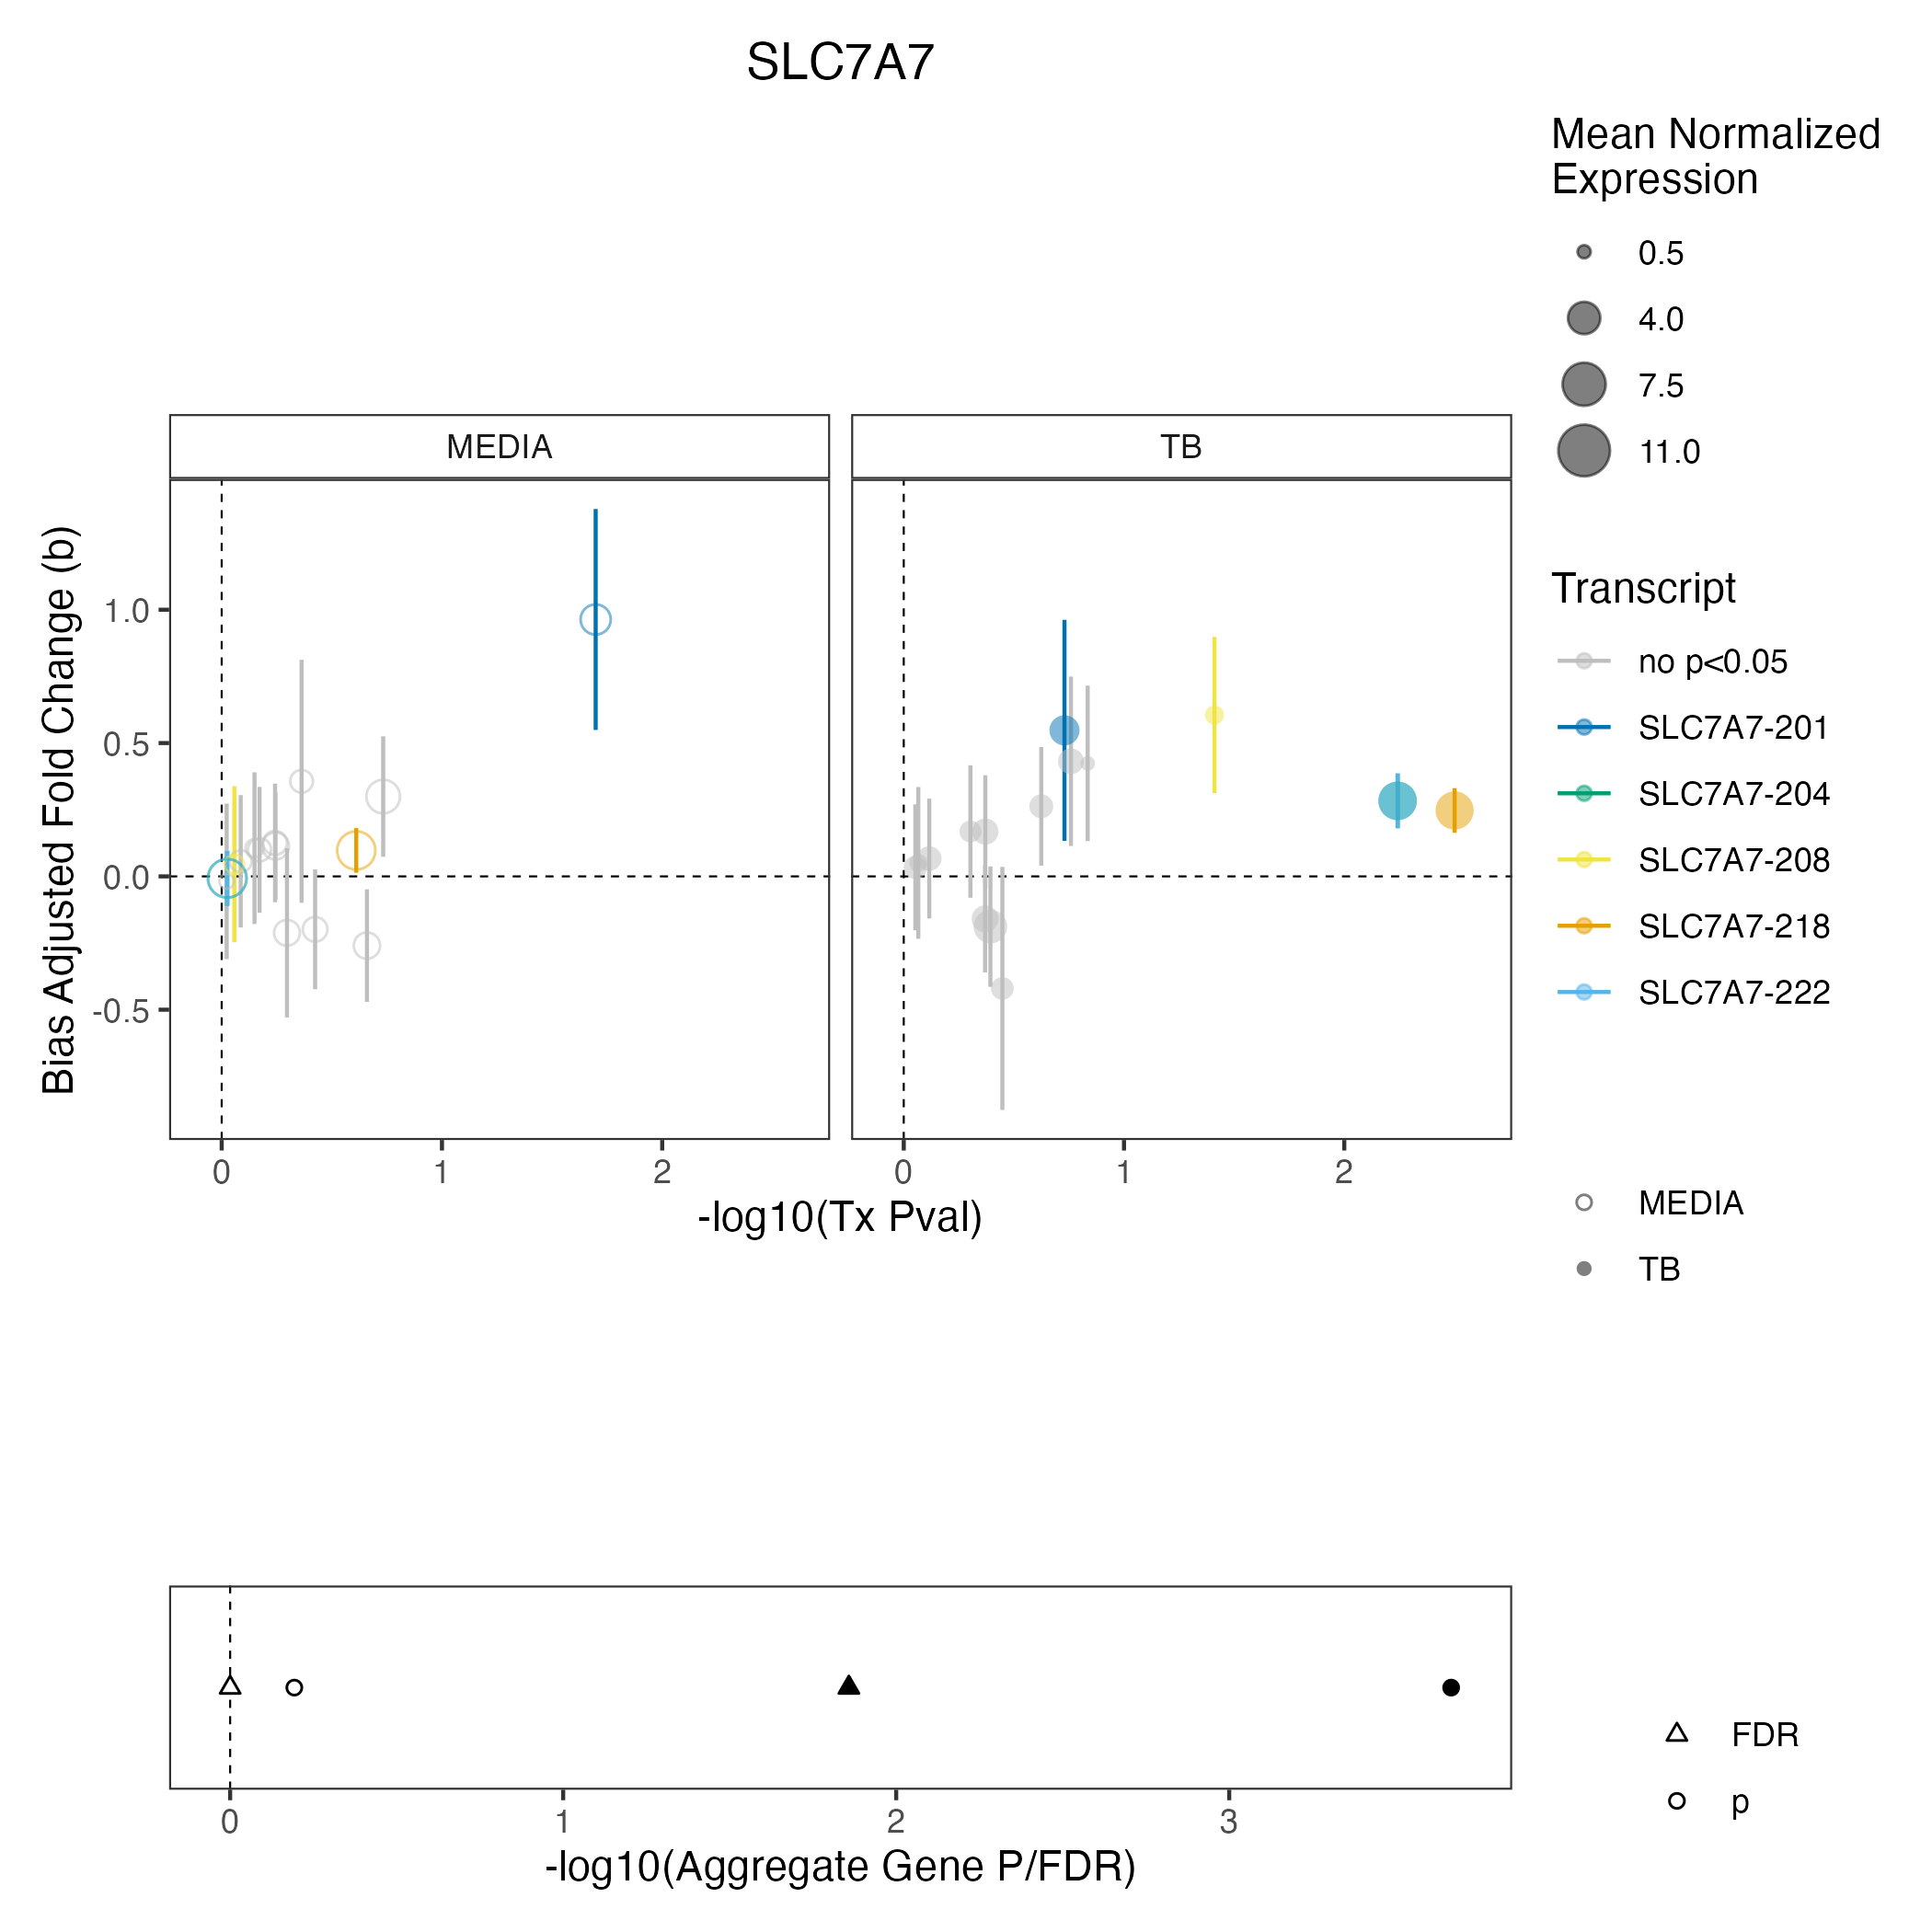 SLC7A7
MEDIA
TB
Bias Adjusted Fold Change (b)
1.0
0.5
0.0
-0.5
0
1
2
0
1
2
-log10(Tx Pval)
Mean Normalized
Expression
0.5
4.0
7.5
11.0
Transcript
no p<0.05
SLC7A7-201
SLC7A7-204
SLC7A7-208
SLC7A7-218
SLC7A7-222
MEDIA
TB
0
1
2
3
-log10(Aggregate Gene P/FDR)
FDR
p